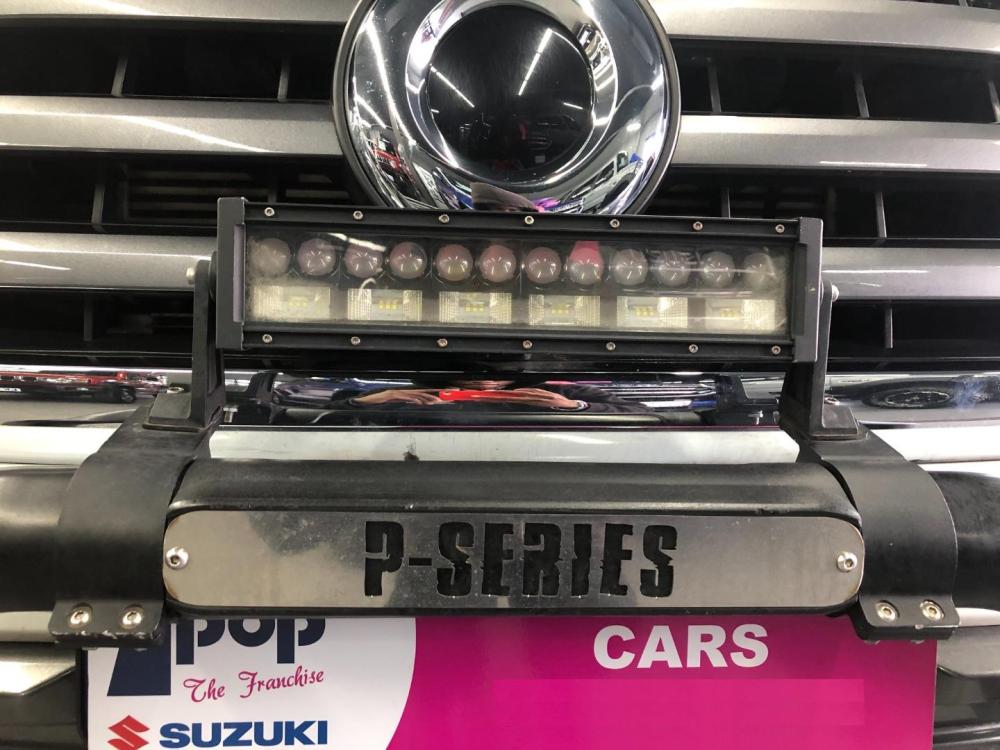 P-SERIES
pop
The Franchise
SUZUKI
CARS